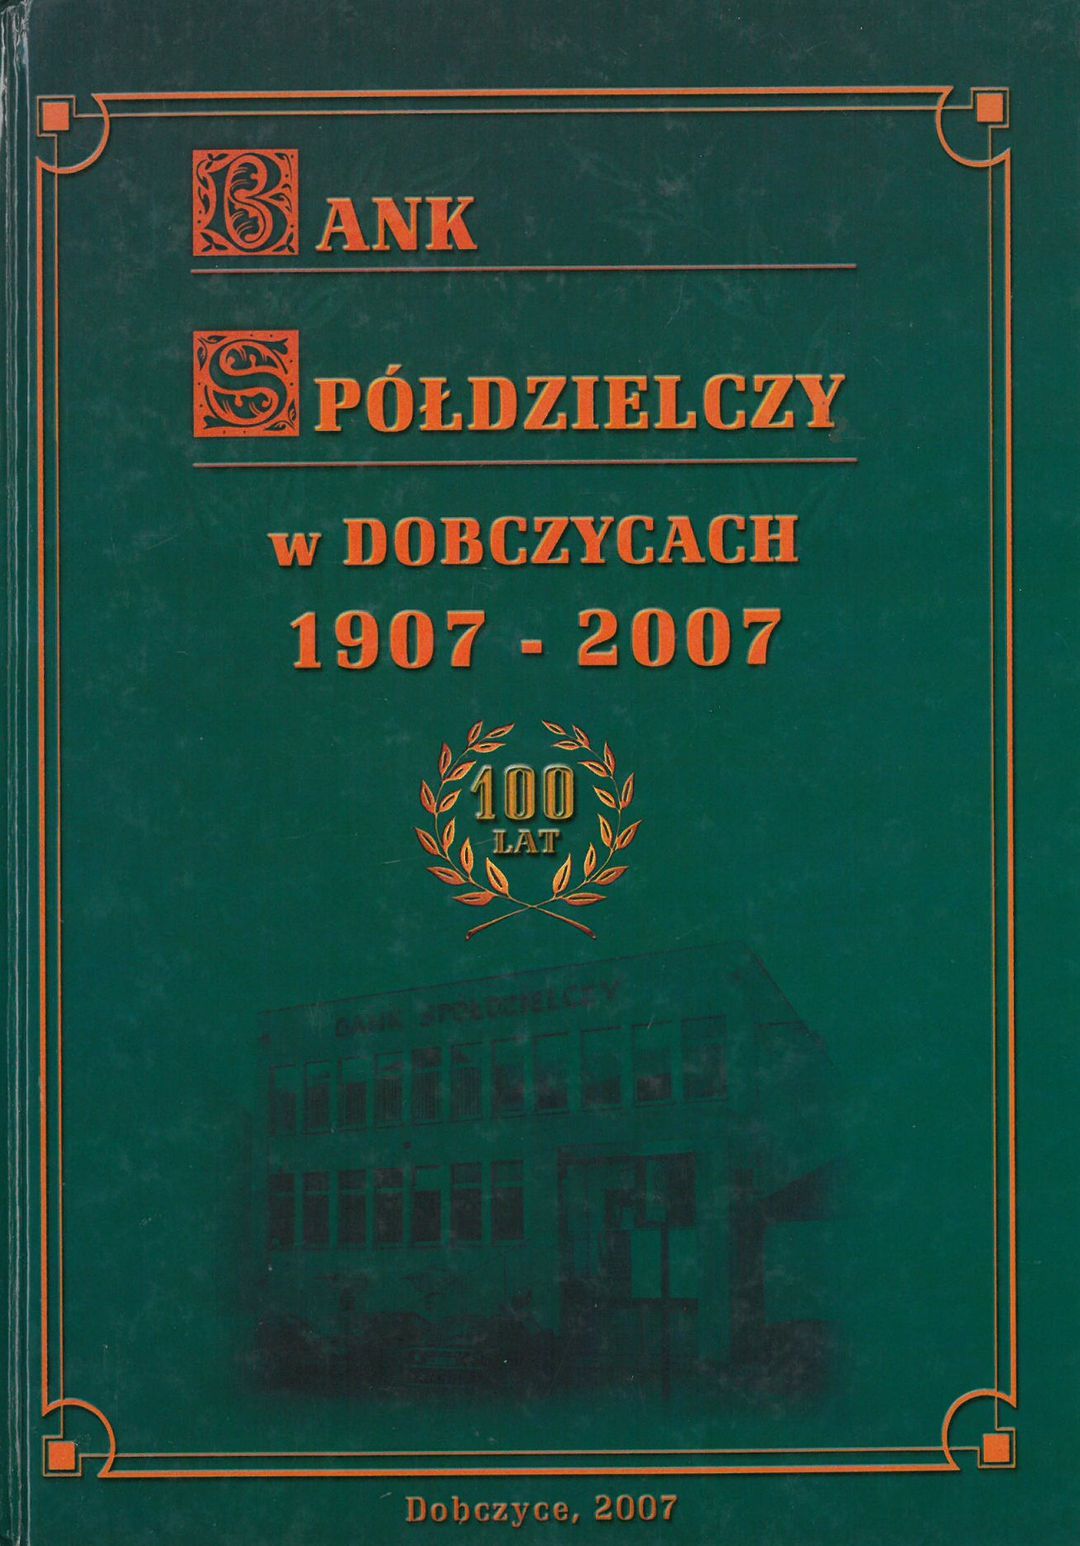 BANK
SPÓŁDZIELCZY
w DOBCZYCACH
1907 - 2007
100
LAT
BANK SPÓŁDZIELCZY
Dobczyce, 2007